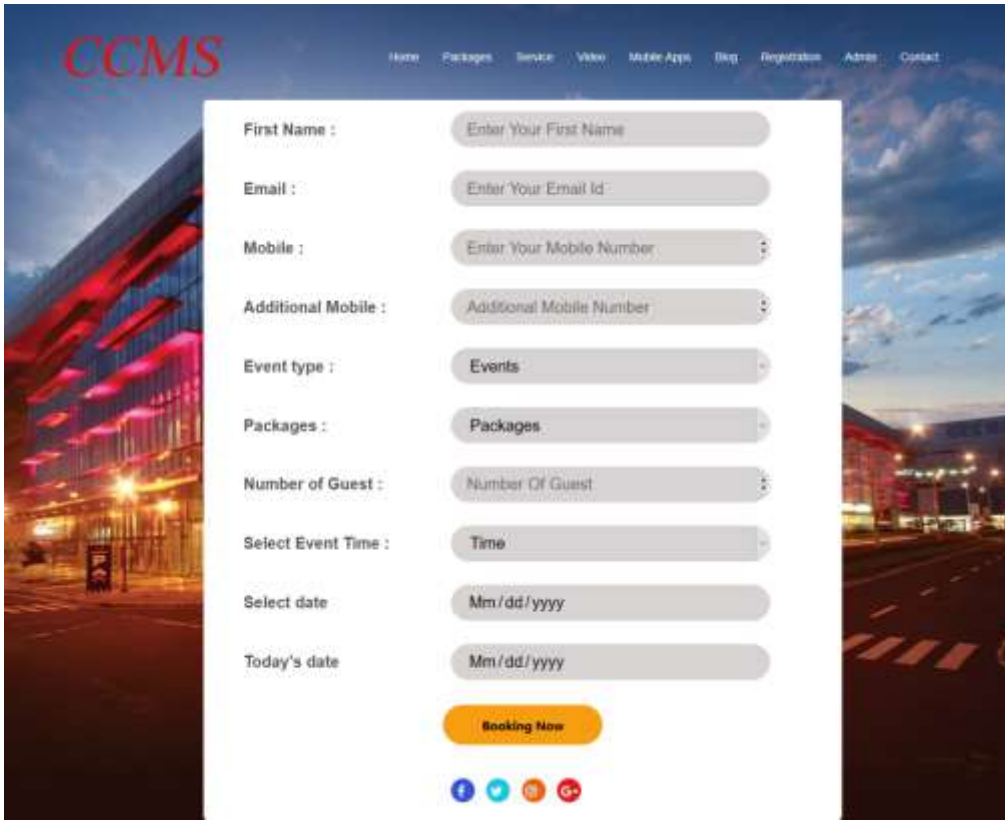 CCMS
Home Packages Service Video Mobile Apps Blog Registration Admin Contact
First Name : Enter Your First Name
Email : Enter Your Email Id
Mobile : Enter Your Mobile Number
Additional Mobile : Additional Mobile Number
Event type : Events
Packages : Packages
Number of Guest : Number Of Guest
Select Event Time : Time
Select date Mm/dd/yyyy
Today's date Mm/dd/yyyy
Booking Now